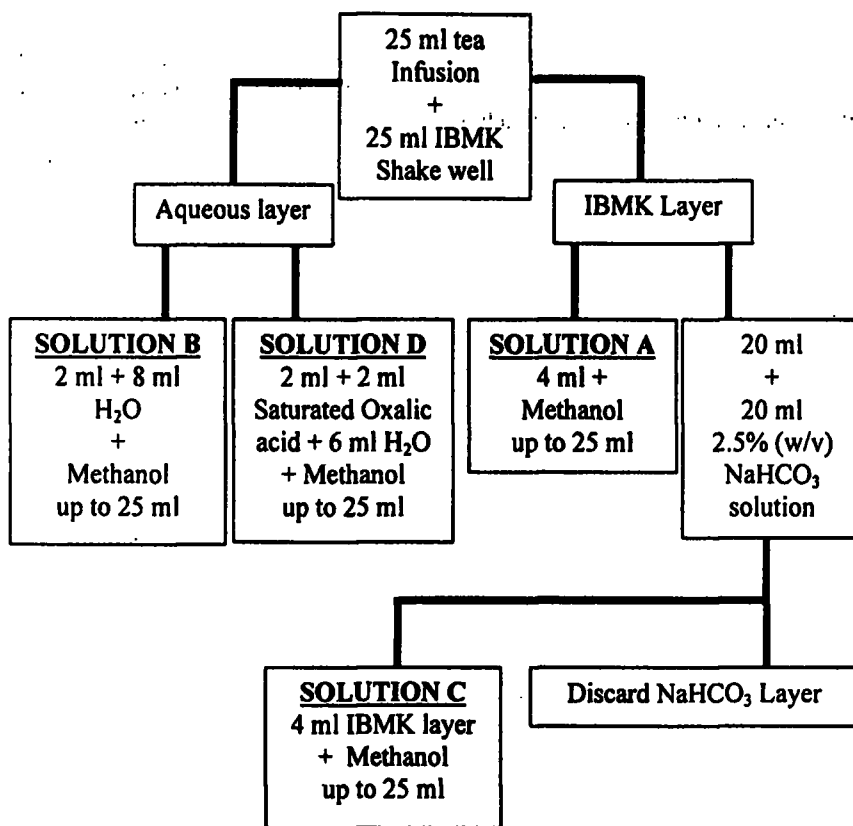 25 ml tea
Infusion
+
25 ml IBMK
Shake well
Aqueous layer
IBMK Layer
SOLUTION B
2 ml + 8 ml
H₂O
+
Methanol
up to 25 ml
SOLUTION D
2 ml + 2 ml
Saturated Oxalic
acid + 6 ml H₂O
+ Methanol
up to 25 ml
SOLUTION A
4 ml +
Methanol
up to 25 ml
20 ml
+
20 ml
2.5% (w/v)
NaHCO₃
solution
SOLUTION C
4 ml IBMK layer
+ Methanol
up to 25 ml
Discard NaHCO₃ Layer